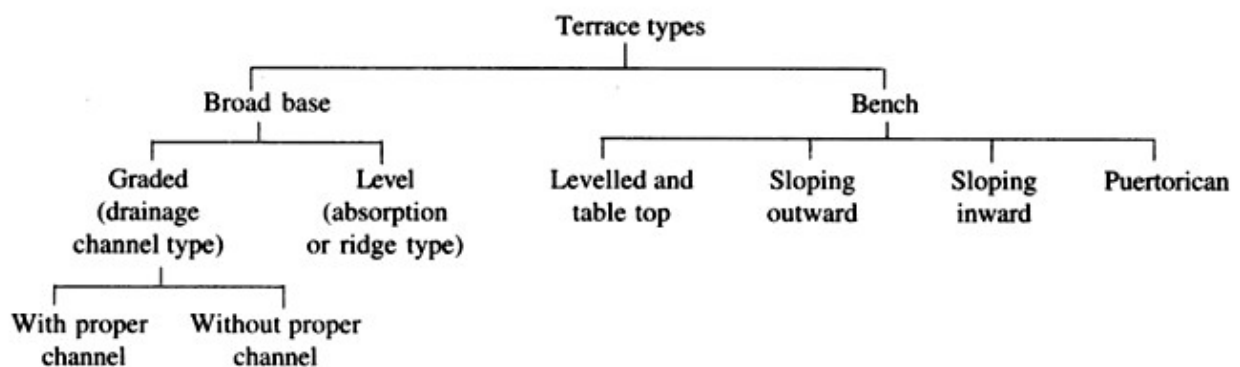 Terrace types
Broad base
Bench
Graded
(drainage
channel type)
Level
(absorption
or ridge type)
Levelled and
table top
Sloping
outward
Sloping
inward
Puertorican
With proper
channel
Without proper
channel